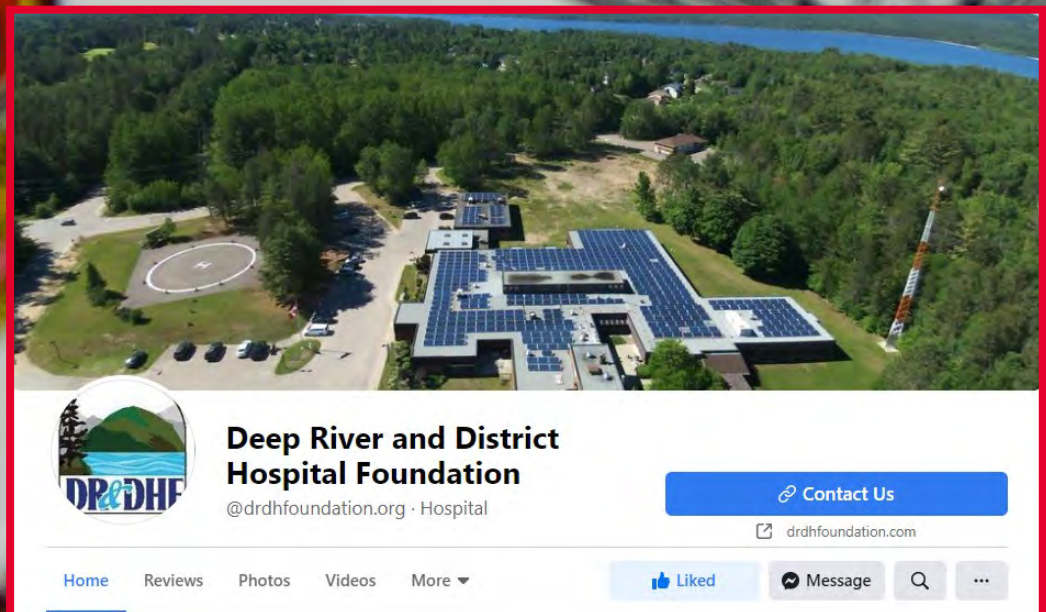 H
DR&DHF
Deep River and District
Hospital Foundation
@drdhfoundation.org · Hospital
Contact Us
drdhfoundation.com
Home Reviews Photos Videos More
Liked Message ...